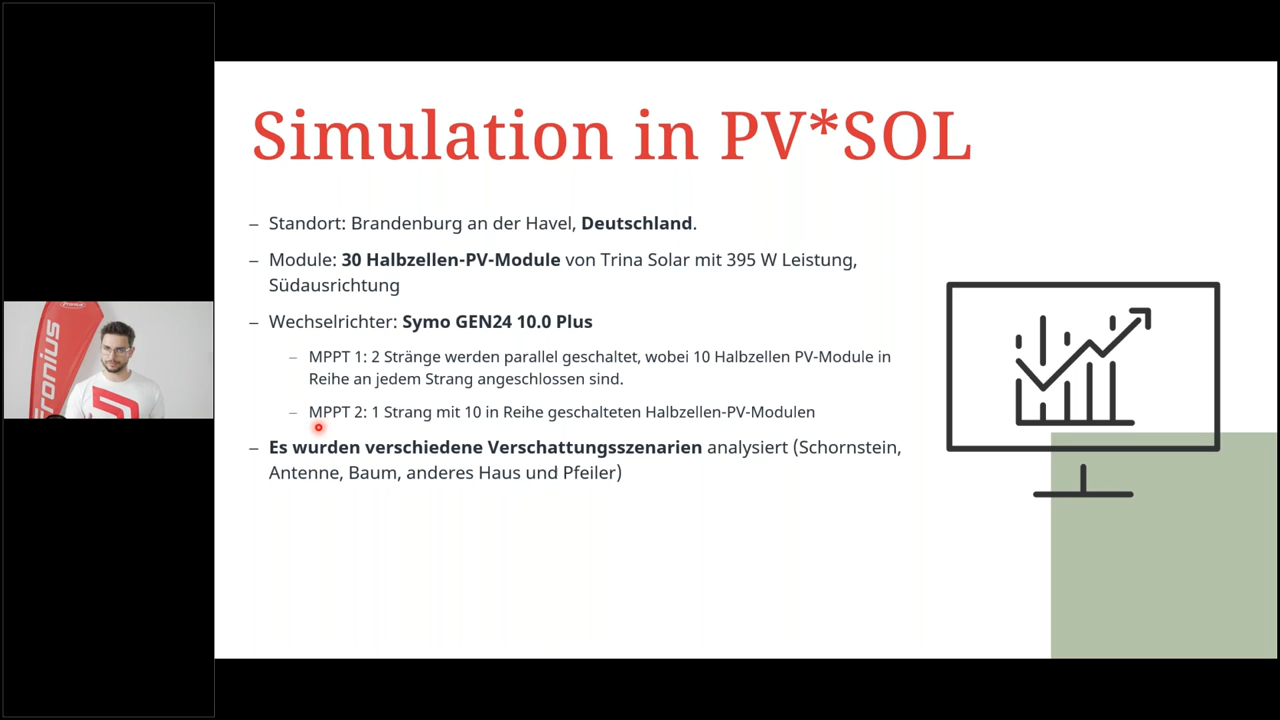 Simulation in PV*SOL
– Standort: Brandenburg an der Havel, Deutschland.
– Module: 30 Halbzellen-PV-Module von Trina Solar mit 395 W Leistung,
Südausrichtung
– Wechselrichter: Symo GEN24 10.0 Plus
– MPPT 1: 2 Stränge werden parallel geschaltet, wobei 10 Halbzellen PV-Module in
Reihe an jedem Strang angeschlossen sind.
– MPPT 2: 1 Strang mit 10 in Reihe geschalteten Halbzellen-PV-Modulen
– Es wurden verschiedene Verschattungsszenarien analysiert (Schornstein,
Antenne, Baum, anderes Haus und Pfeiler)
ronius